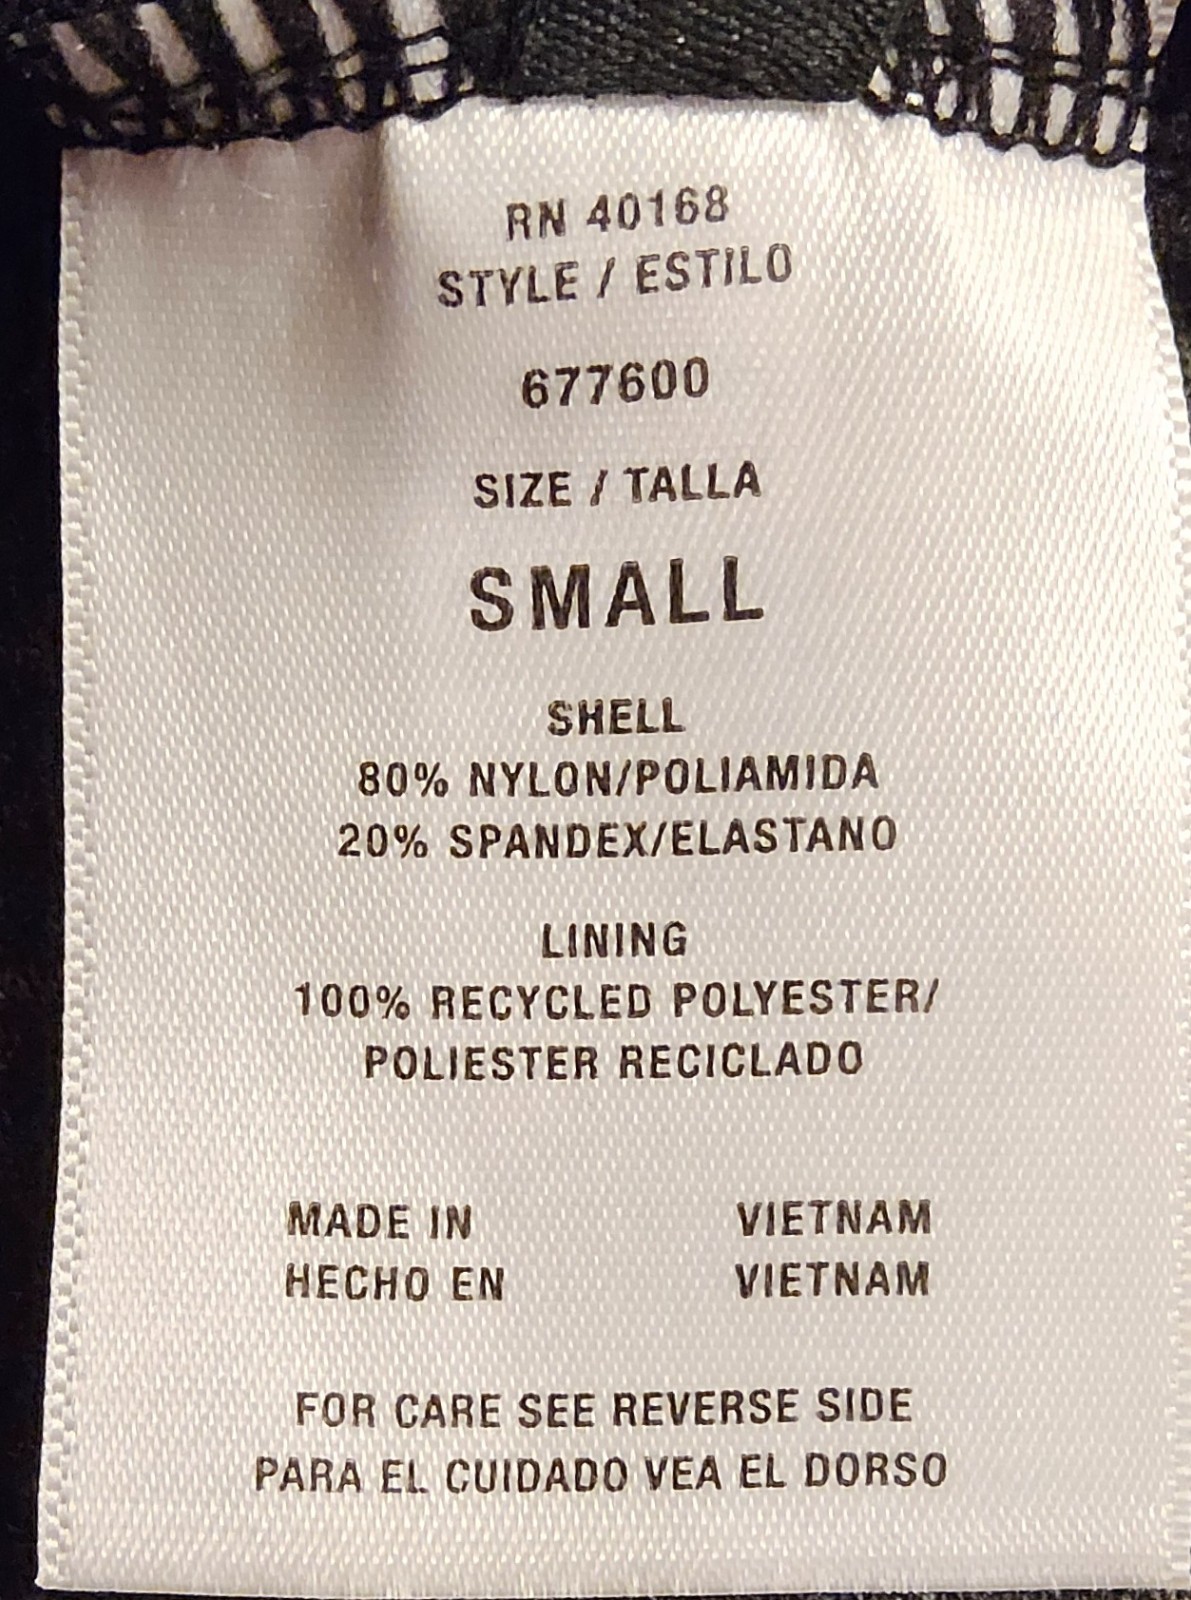 RN 40168
STYLE / ESTILO
677600
SIZE / TALLA
SMALL
SHELL
80% NYLON/POLIAMIDA
20% SPANDEX/ELASTANO
LINING
100% RECYCLED POLYESTER/
POLIESTER RECICLADO
MADE IN VIETNAM
HECHO EN VIETNAM
FOR CARE SEE REVERSE SIDE
PARA EL CUIDADO VEA EL DORSO